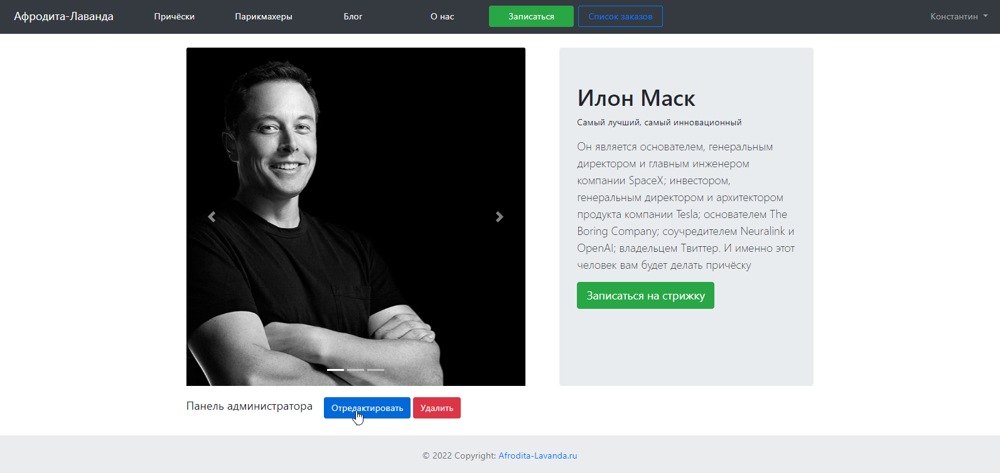 Афродита-Лаванда Причёски Парикмахеры Блог О нас Записаться Список заказов Константин
Илон Маск
Самый лучший, самый инновационный
Он является основателем, генеральным
директором и главным инженером
компании SpaceX; инвестором,
генеральным директором и архитектором
продукта компании Tesla; основателем The
Boring Company; соучредителем Neuralink и
OpenAI; владельцем Твиттер. И именно этот
человек вам будет делать причёску
Записаться на стрижку
Панель администратора Отредактировать Удалить
© 2022 Copyright: Afrodita-Lavanda.ru